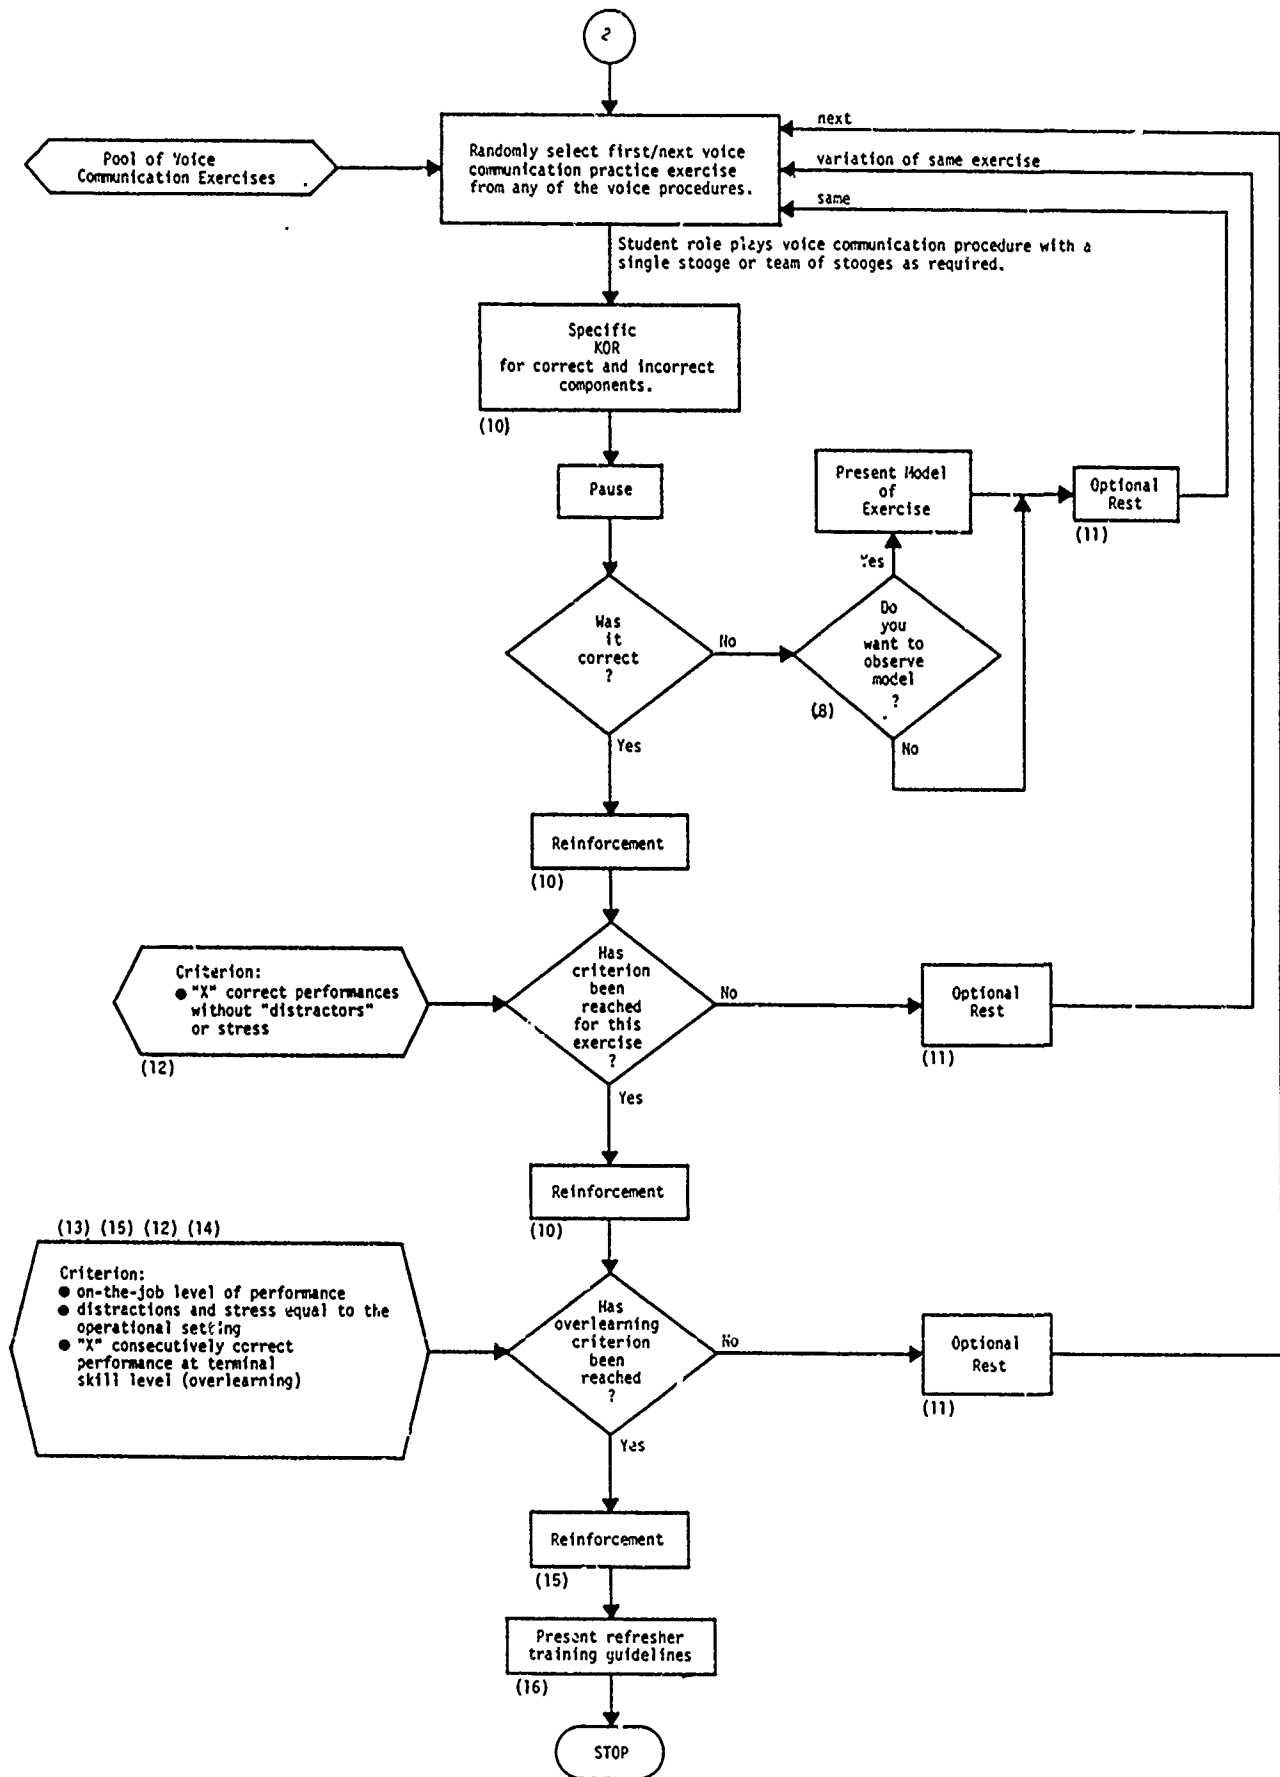 2
next
Pool of Voice
Communication Exercises
Randomly select first/next voice
communication practice exercise
from any of the voice procedures.
variation of same exercise
same
Student role plays voice communication procedure with a
single stooge or team of stooges as required.
Specific
KOR
for correct and incorrect
components.
(10)
Pause
Present Model
of
Exercise
Optional
Rest
(11)
Yes
Was
it
correct
?
No
Do
you
want to
observe
model
?
(8)
No
Yes
Reinforcement
(10)
Criterion:
● "X" correct performances
without "distractors"
or stress
(12)
Has
criterion
been
reached
for this
exercise
?
No
Optional
Rest
(11)
Yes
Reinforcement
(10)
(13) (15) (12) (14)
Criterion:
● on-the-job level of performance
● distractions and stress equal to the
operational setting
● "X" consecutively correct
performance at terminal
skill level (overlearning)
Has
overlearning
criterion
been
reached
?
No
Optional
Rest
(11)
Yes
Reinforcement
(15)
Present refresher
training guidelines
(16)
STOP